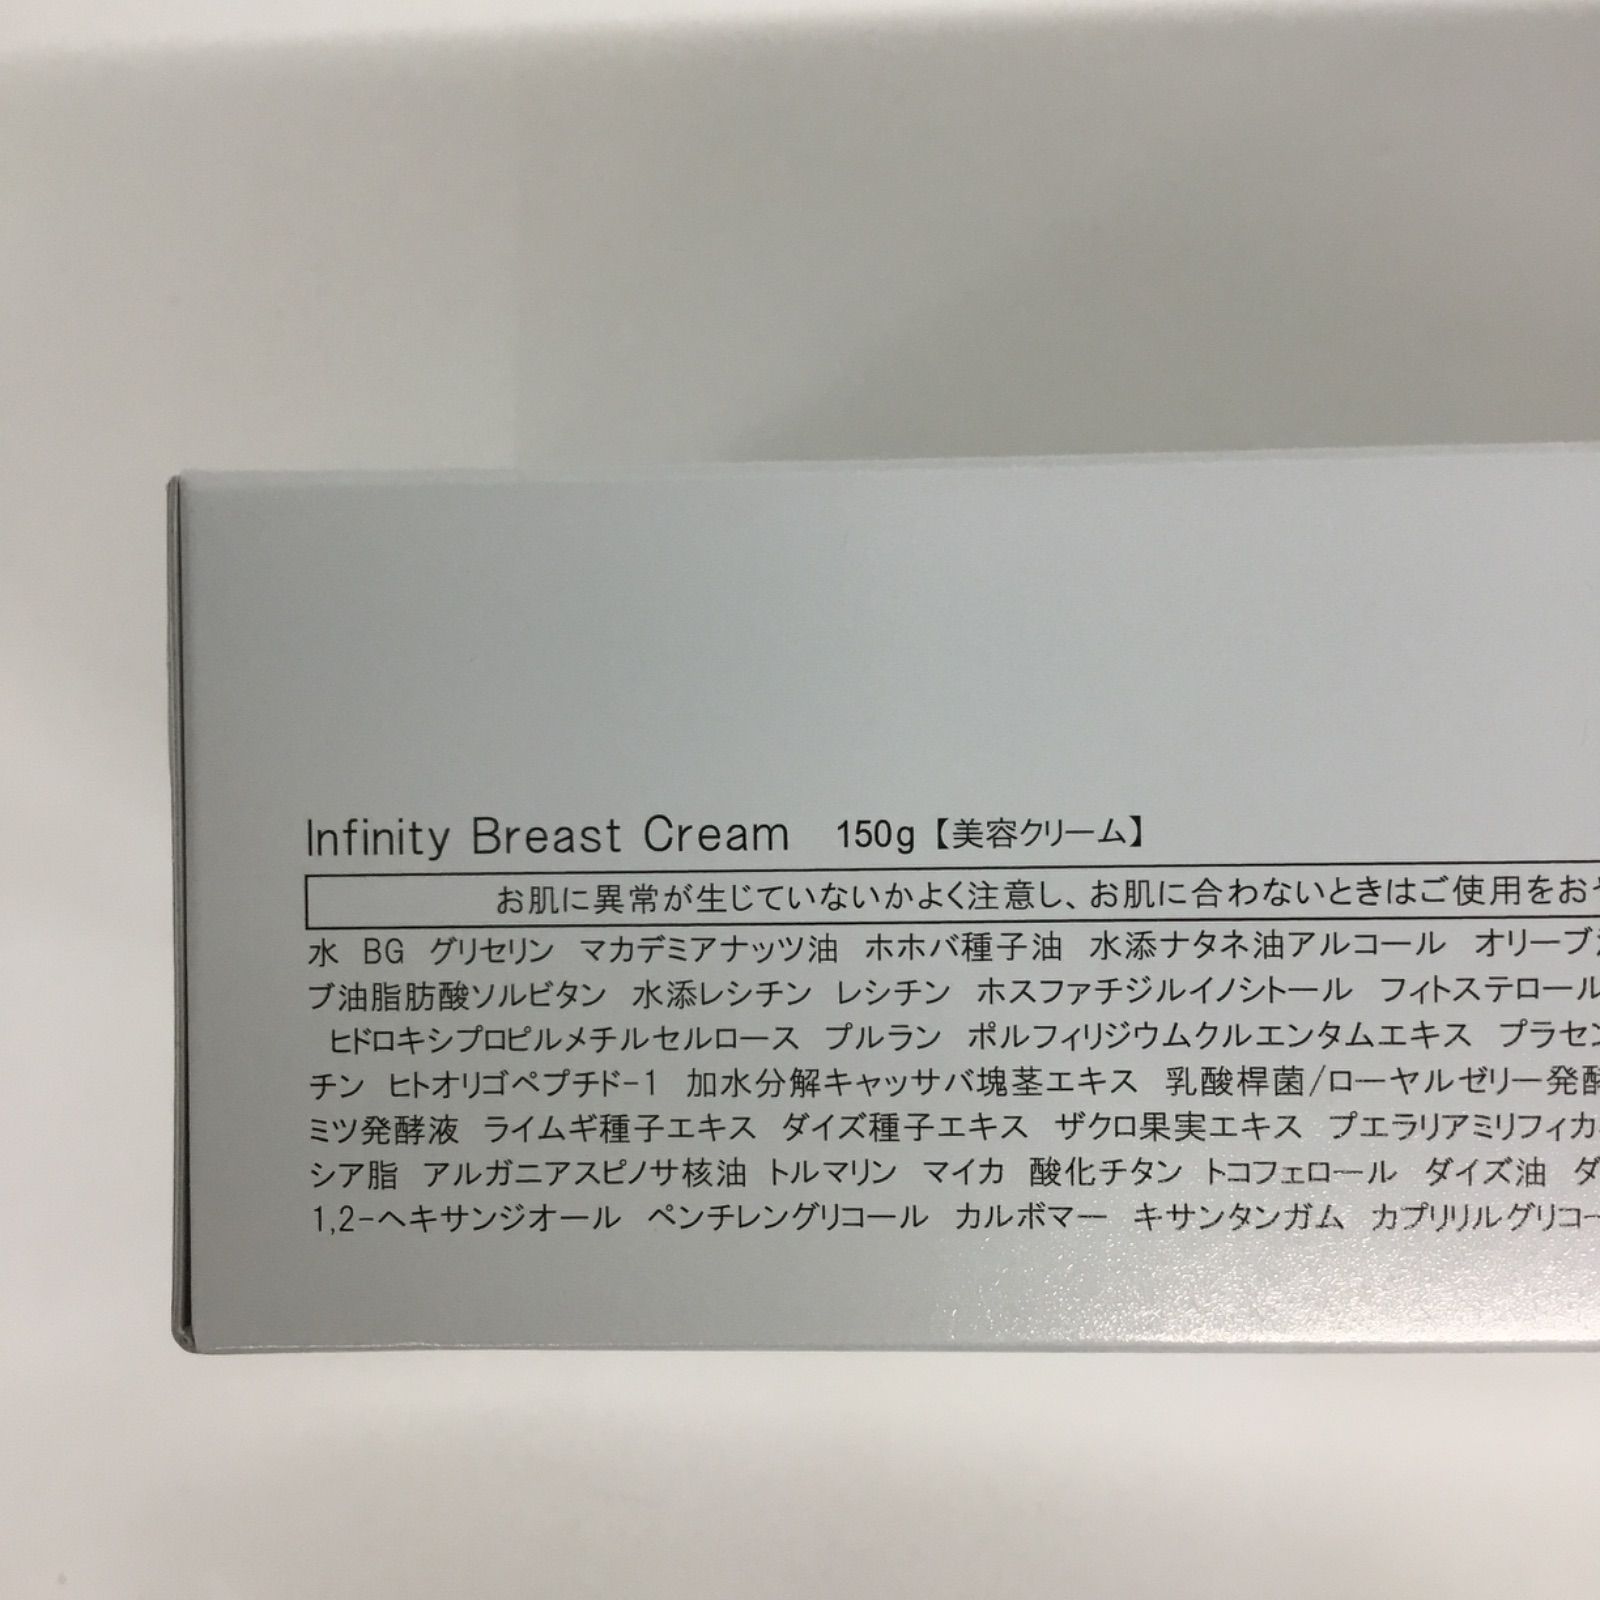 Infinity Breast Cream 150g【美容クリーム】
お肌に異常が生じていないかよく注意し、お肌に合わないときはご使用をおや
水 BG グリセリン マカデミアナッツ油 ホホバ種子油 水添ナタネ油アルコール オリーブ
ブ油脂肪酸ソルビタン 水添レシチン レシチン ホスファチジルイノシトール フィトステロール
ヒドロキシプロピルメチルセルロース プルラン ポルフィリジウムクルエンタムエキス プラセン
チン ヒトオリゴペプチド-1 加水分解キャッサバ塊茎エキス 乳酸桿菌/ローヤルゼリー発酵
ミツ発酵液 ライムギ種子エキス ダイズ種子エキス ザクロ果実エキス プエラリアミリフィカ
シア脂 アルガニアスピノサ核油 トルマリン マイカ 酸化チタン トコフェロール ダイズ油 ダ
1,2-ヘキサンジオール ペンチレングリコール カルボマー キサンタンガム カプリリルグリコー